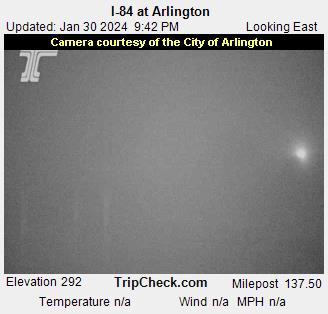 I-84 at Arlington
Updated: Jan 30 2024 9:42 PM Looking East
Camera courtesy of the City of Arlington
Elevation 292 TripCheck.com Milepost 137.50
Temperature n/a Wind n/a MPH n/a